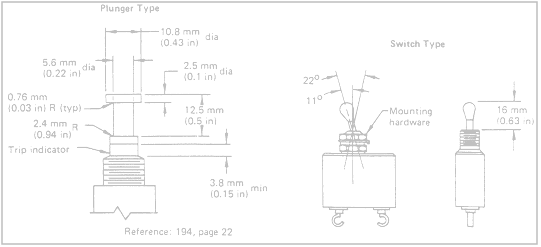 Plunger Type
10.8 mm
(0.43 in) dia
5.6 mm
(0.22 in) dia
2.5 mm
(0.1 in) dia
0.76 mm
(0.03 in) R (typ)
12.5 mm
(0.5 in)
2.4 mm R
(0.94 in)
Trip indicator
3.8 mm
(0.15 in) min
Reference: 194, page 22
Switch Type
22°
11°
Mounting
hardware
16 mm
(0.63 in)